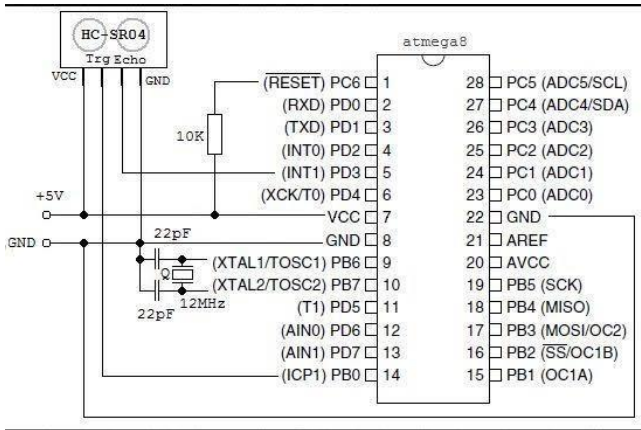 HC-SR04
Trg Echo
VCC
GND
10K
+5V
GND
22pF
Q
12MHz
22pF
atmega8
(RESET) PC6 1
(RXD) PD0 2
(TXD) PD1 3
(INT0) PD2 4
(INT1) PD3 5
(XCK/T0) PD4 6
VCC 7
GND 8
(XTAL1/TOSC1) PB6 9
(XTAL2/TOSC2) PB7 10
(T1) PD5 11
(AIN0) PD6 12
(AIN1) PD7 13
(ICP1) PB0 14
28 PC5 (ADC5/SCL)
27 PC4 (ADC4/SDA)
26 PC3 (ADC3)
25 PC2 (ADC2)
24 PC1 (ADC1)
23 PC0 (ADC0)
22 GND
21 AREF
20 AVCC
19 PB5 (SCK)
18 PB4 (MISO)
17 PB3 (MOSI/OC2)
16 PB2 (SS/OC1B)
15 PB1 (OC1A)